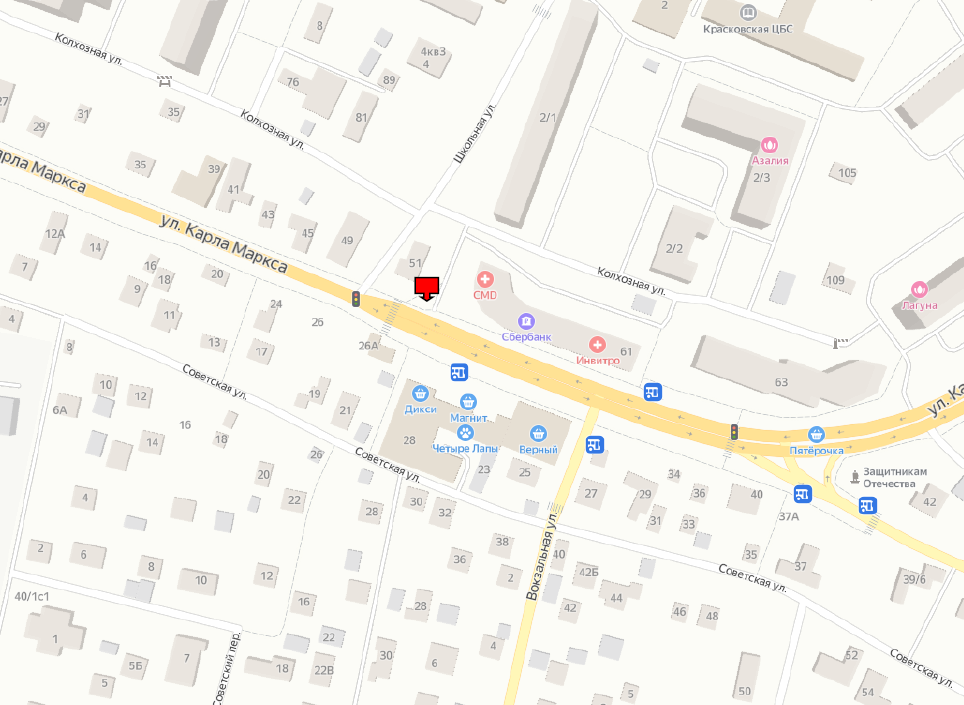 2
Красковская ЦБС
8
Колхозная ул.
4кв3
4
76
89
27
31
35
81
29
Колхозная ул.
Школьная ул.
2/1
Азалия
2/3
105
35
39
41
Карла Маркса
43
ул. Карла Маркса
45
49
12А
14
2/2
51
16
20
7
9
CMD
Колхозная ул.
109
Лагуна
24
11
26
4
Сбербанк
13
17
26А
8
Инвитро
61
63
Советская ул.
10
12
19
Дикси
ул. Ка
6А
21
Магнит
16
18
28
Четыре Лапы
Верный
Пятёрочка
14
26
20
Советская ул.
23
25
34
Защитникам
Отечества
4
22
28
30
32
27
29
36
40
42
31
33
37А
2
6
38
40
35
8
10
12
36
2
42Б
Советская ул.
37
39/6
40/1с1
16
28
42
44
46
48
Вокзальная ул.
1
22
4
5Б
7
18
22В
30
6
52
Советская ул.
5
Советский пер.
5
50
54